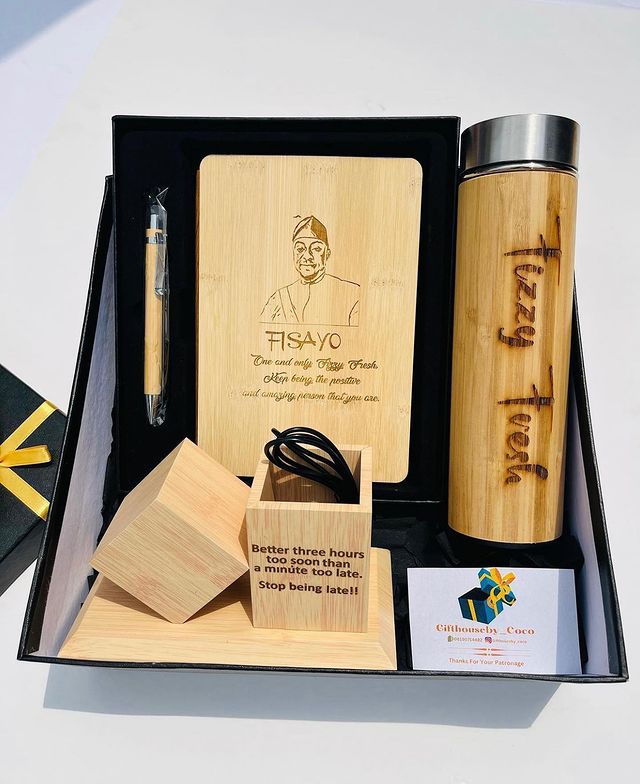 FISAYO
One and only Fizzy Fresh.
Keep being the positive
and amazing person that you are.
Fizzy Fresh
Better three hours
too soon than
a minute too late.
Stop being late!!
Gifthouseby_Coco
gifthouseby_coco
Thanks For Your Patronage